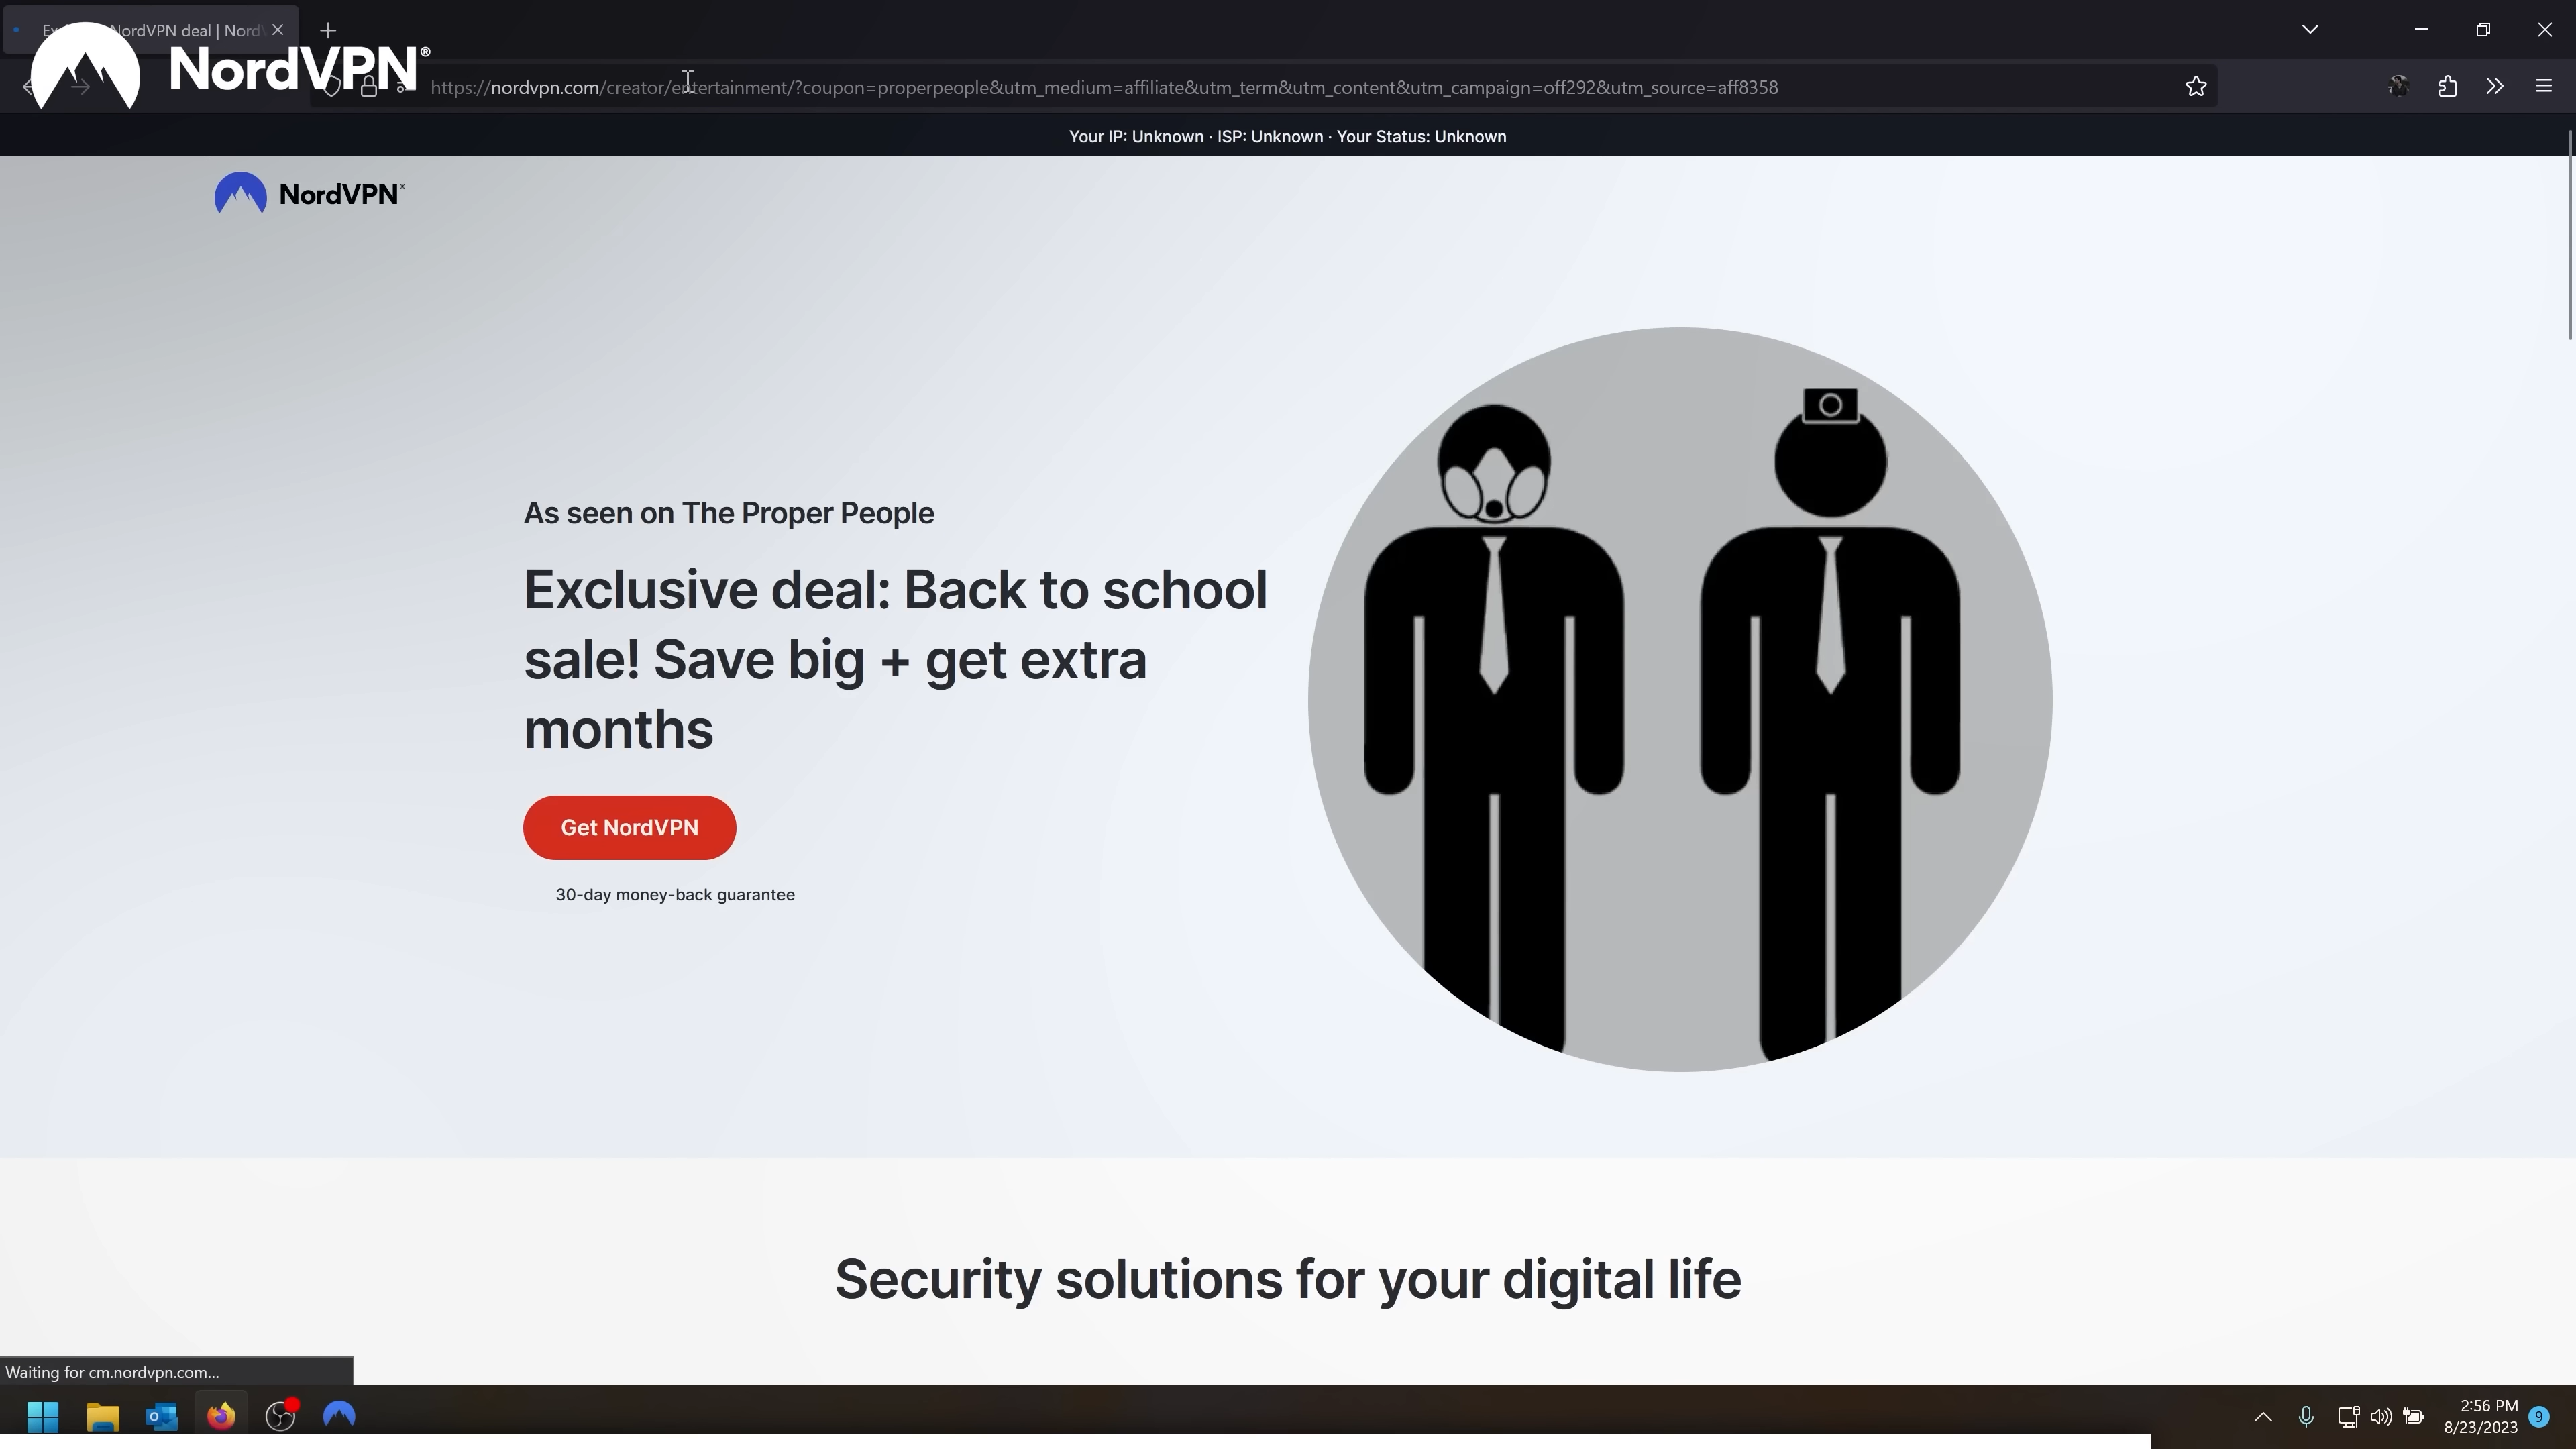 NordVPN deal | Nord
NordVPN®
https://nordvpn.com/creator/entertainment/?coupon=properpeople&utm_medium=affiliate&utm_term&utm_content&utm_campaign=off292&utm_source=aff8358
Your IP: Unknown · ISP: Unknown · Your Status: Unknown
NordVPN®
As seen on The Proper People
Exclusive deal: Back to school
sale! Save big + get extra
months
Get NordVPN
30-day money-back guarantee
Security solutions for your digital life
Waiting for cm.nordvpn.com...
2:56 PM
8/23/2023
9